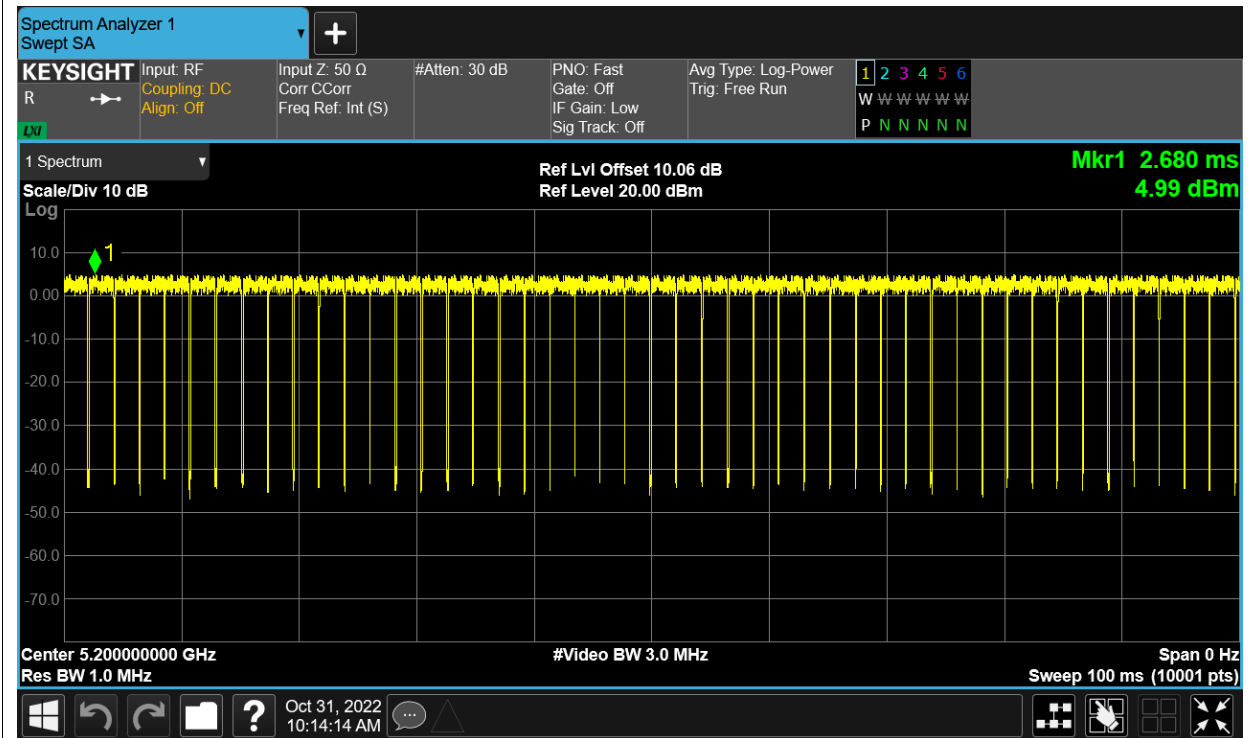 Spectrum Analyzer 1
Swept SA
KEYSIGHT
R
LXI
Input: RF
Coupling: DC
Align: Off
Input Z: 50 Ω
Corr CCorr
Freq Ref: Int (S)
#Atten: 30 dB
PNO: Fast
Gate: Off
IF Gain: Low
Sig Track: Off
Avg Type: Log-Power
Trig: Free Run
1 2 3 4 5 6
W W W W W W
P N N N N N
1 Spectrum
Scale/Div 10 dB
Log
Ref Lvl Offset 10.06 dB
Ref Level 20.00 dBm
Mkr1 2.680 ms
4.99 dBm
1
10.0
0.00
-10.0
-20.0
-30.0
-40.0
-50.0
-60.0
-70.0
Center 5.200000000 GHz
#Video BW 3.0 MHz
Span 0 Hz
Res BW 1.0 MHz
Sweep 100 ms (10001 pts)
?
Oct 31, 2022
10:14:14 AM